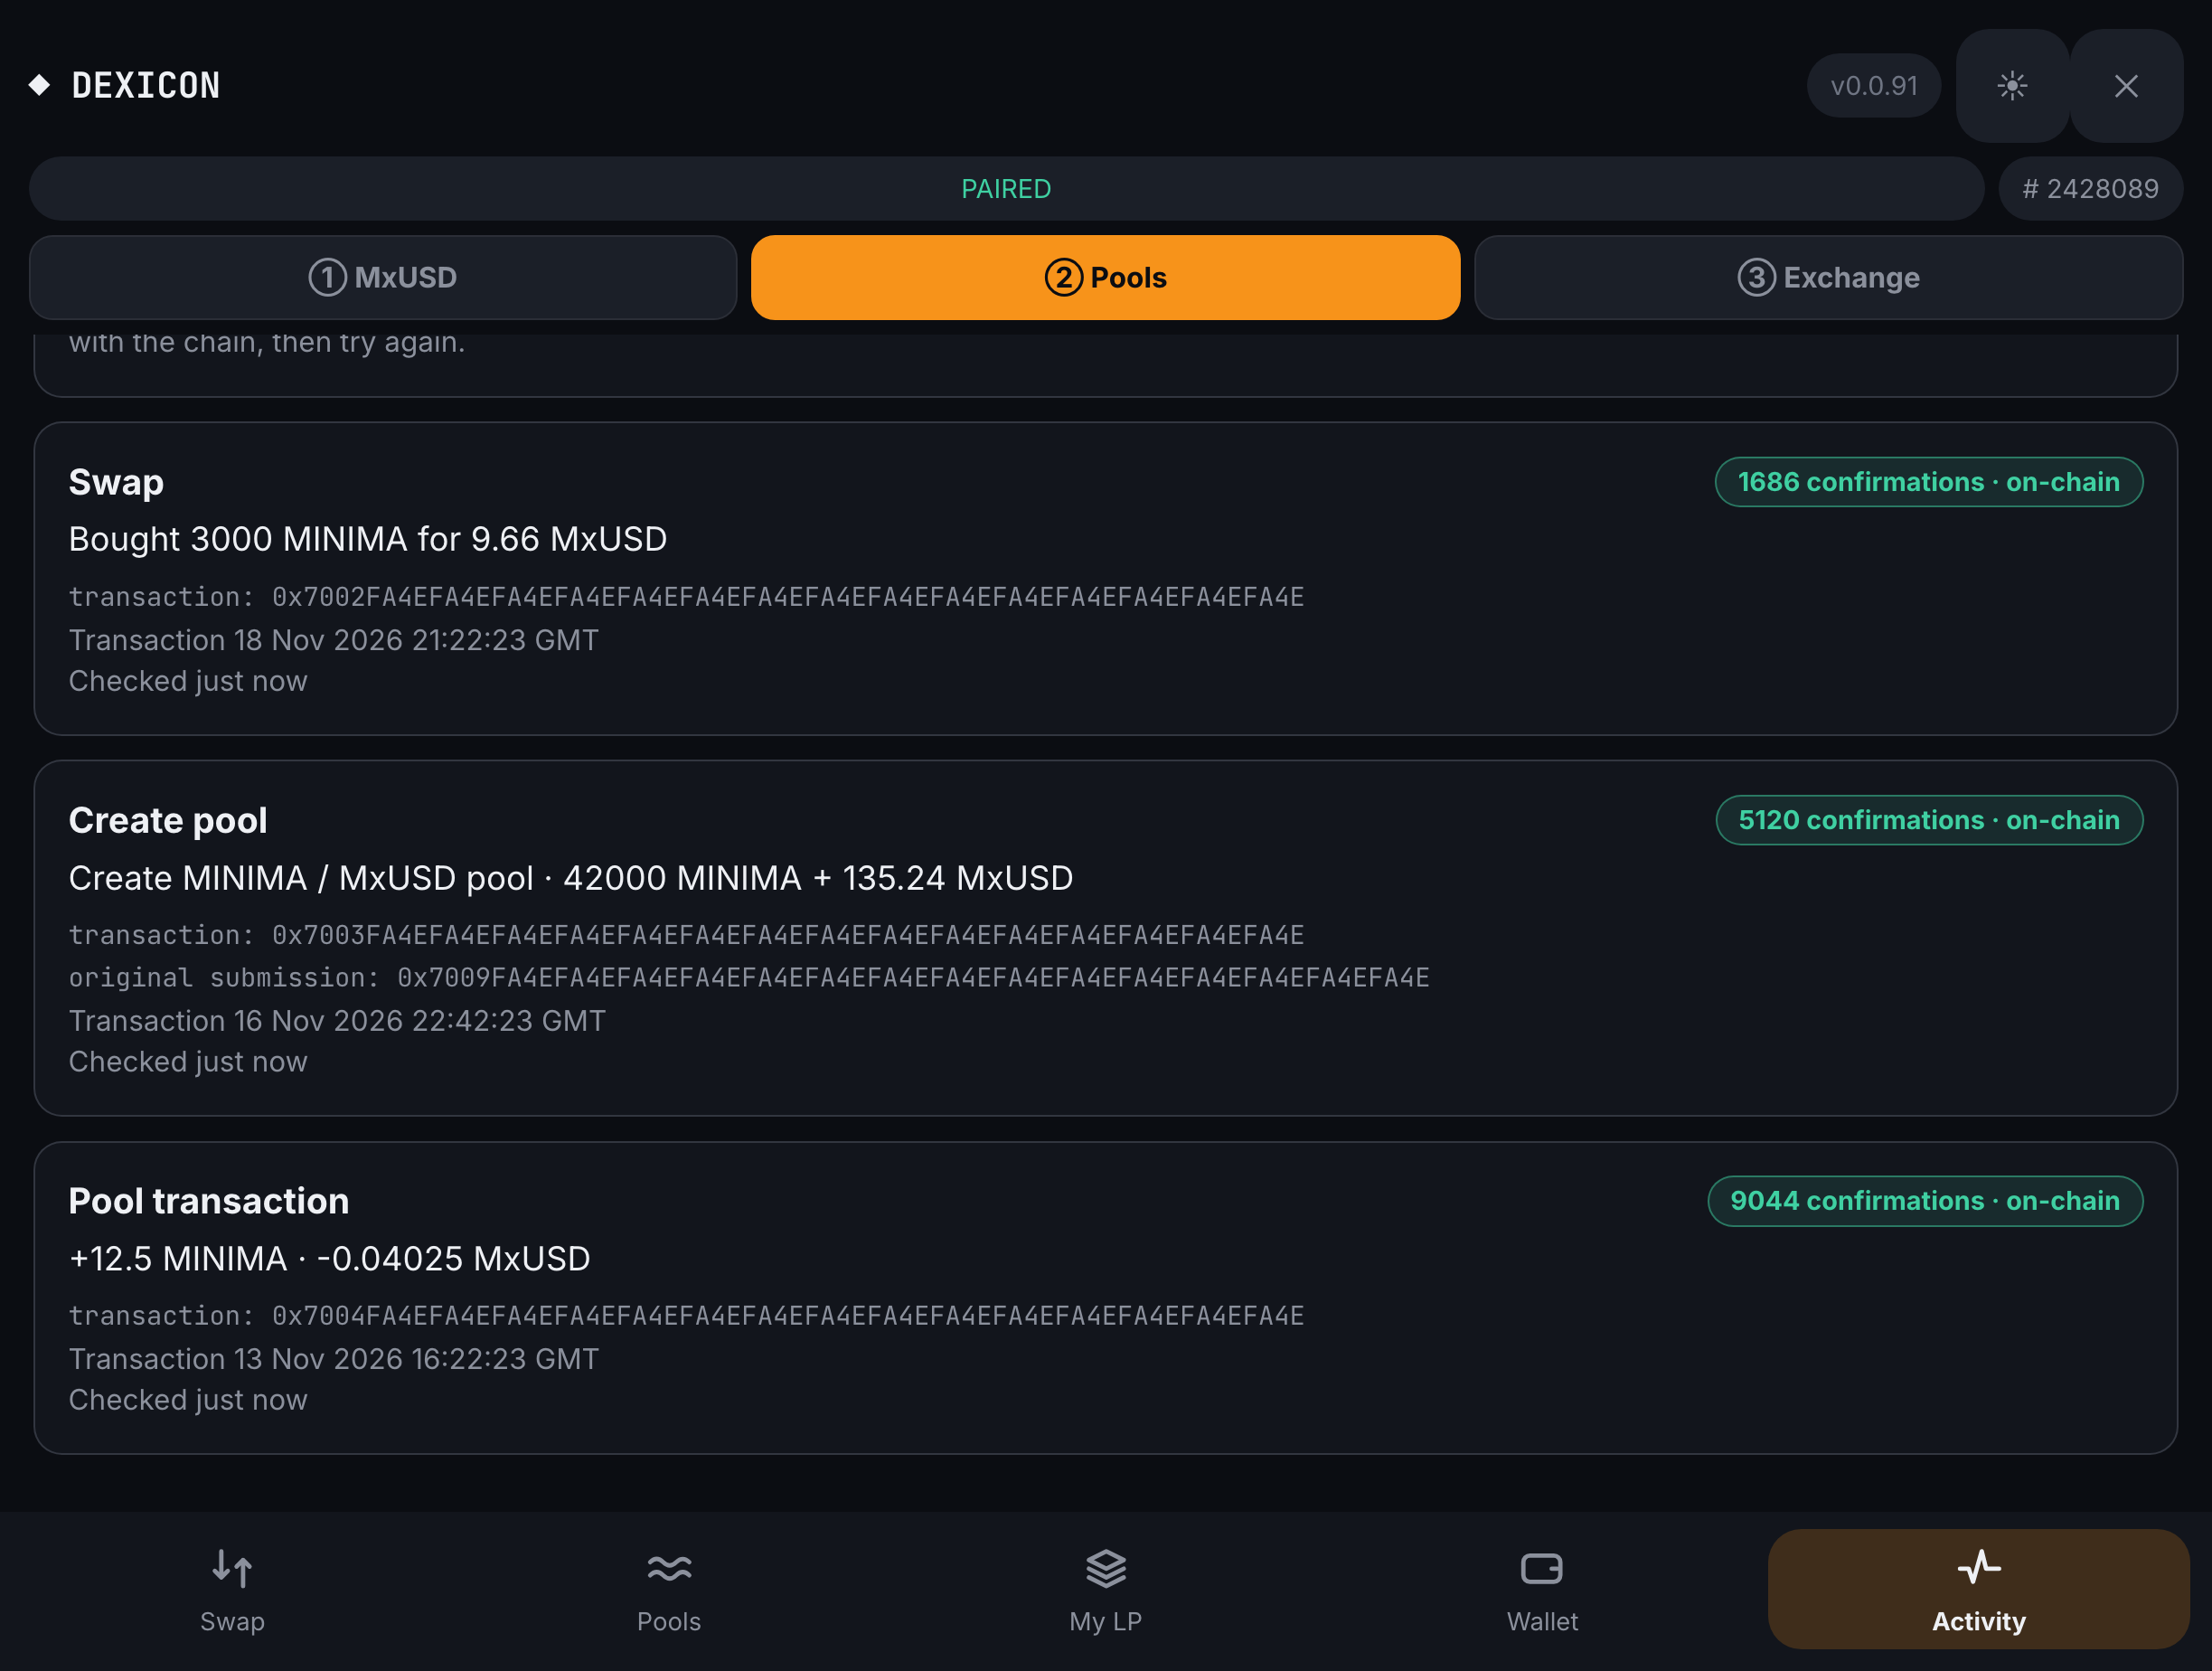 DEXICON
v0.0.91
PAIRED
# 2428089
1 MxUSD
2 Pools
3 Exchange
with the chain, then try again.
Swap
1686 confirmations · on-chain
Bought 3000 MINIMA for 9.66 MxUSD
transaction: 0x7002FA4EFA4EFA4EFA4EFA4EFA4EFA4EFA4EFA4EFA4EFA4EFA4EFA4EFA4EFA4EFA4E
Transaction 18 Nov 2026 21:22:23 GMT
Checked just now
Create pool
5120 confirmations · on-chain
Create MINIMA / MxUSD pool · 42000 MINIMA + 135.24 MxUSD
transaction: 0x7003FA4EFA4EFA4EFA4EFA4EFA4EFA4EFA4EFA4EFA4EFA4EFA4EFA4EFA4EFA4EFA4E
original submission: 0x7009FA4EFA4EFA4EFA4EFA4EFA4EFA4EFA4EFA4EFA4EFA4EFA4EFA4EFA4EFA4EFA4E
Transaction 16 Nov 2026 22:42:23 GMT
Checked just now
Pool transaction
9044 confirmations · on-chain
+12.5 MINIMA · -0.04025 MxUSD
transaction: 0x7004FA4EFA4EFA4EFA4EFA4EFA4EFA4EFA4EFA4EFA4EFA4EFA4EFA4EFA4EFA4EFA4E
Transaction 13 Nov 2026 16:22:23 GMT
Checked just now
Swap
Pools
My LP
Wallet
Activity